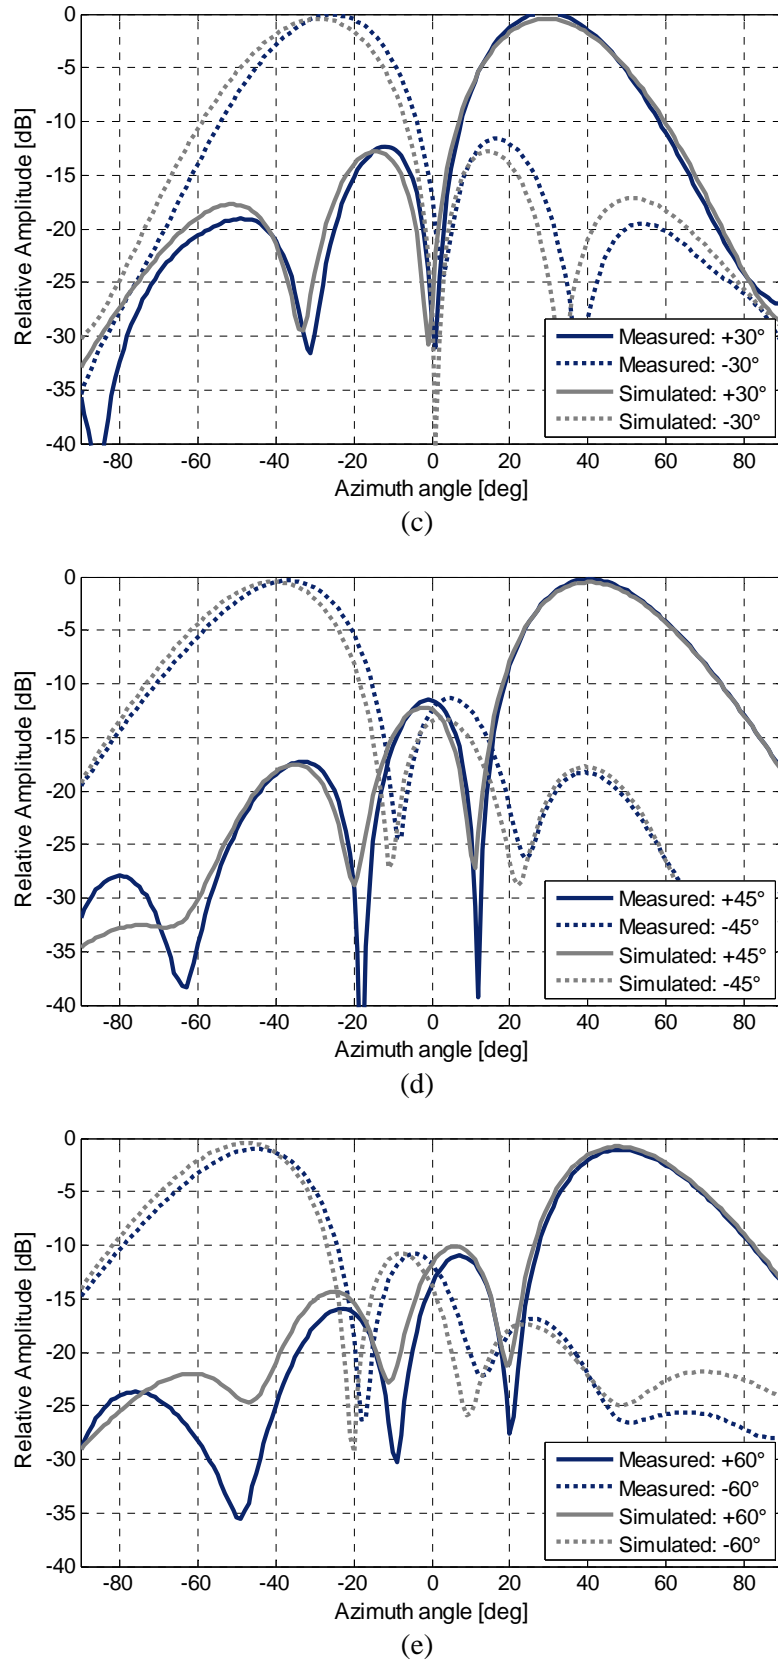 0
-5
-10
-15
-20
-25
-30
-35
-40
Relative Amplitude [dB]
Measured: +30°
Measured: -30°
Simulated: +30°
Simulated: -30°
-80 -60 -40 -20 0 20 40 60 80
Azimuth angle [deg]
(c)
0
-5
-10
-15
-20
-25
-30
-35
-40
Relative Amplitude [dB]
Measured: +45°
Measured: -45°
Simulated: +45°
Simulated: -45°
-80 -60 -40 -20 0 20 40 60 80
Azimuth angle [deg]
(d)
0
-5
-10
-15
-20
-25
-30
-35
-40
Relative Amplitude [dB]
Measured: +60°
Measured: -60°
Simulated: +60°
Simulated: -60°
-80 -60 -40 -20 0 20 40 60 80
Azimuth angle [deg]
(e)